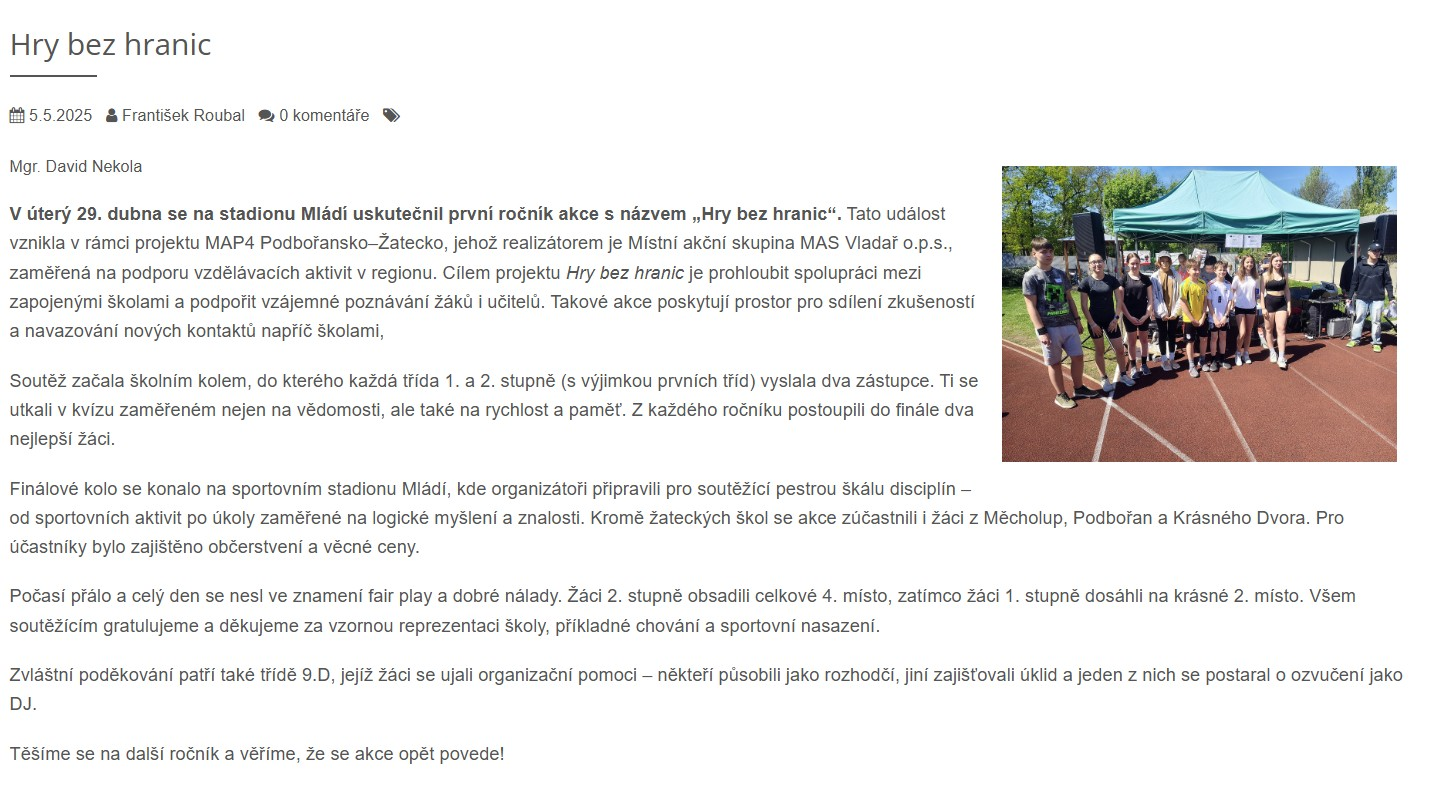 Hry bez hranic
5.5.2025 František Roubal 0 komentáře
Mgr. David Nekola
V úterý 29. dubna se na stadionu Mládí uskutečnil první ročník akce s názvem „Hry bez hranic“. Tato událost
vznikla v rámci projektu MAP4 Podbořansko–Žatecko, jehož realizátorem je Místní akční skupina MAS Vladař o.p.s.,
zaměřená na podporu vzdělávacích aktivit v regionu. Cílem projektu Hry bez hranic je prohloubit spolupráci mezi
zapojenými školami a podpořit vzájemné poznávání žáků i učitelů. Takové akce poskytují prostor pro sdílení zkušeností
a navazování nových kontaktů napříč školami,
Soutěž začala školním kolem, do kterého každá třída 1. a 2. stupně (s výjimkou prvních tříd) vyslala dva zástupce. Ti se
utkali v kvízu zaměřeném nejen na vědomosti, ale také na rychlost a paměť. Z každého ročníku postoupili do finále dva
nejlepší žáci.
Finálové kolo se konalo na sportovním stadionu Mládí, kde organizátoři připravili pro soutěžící pestrou škálu disciplín –
od sportovních aktivit po úkoly zaměřené na logické myšlení a znalosti. Kromě žateckých škol se akce zúčastnili i žáci z Měcholup, Podbořan a Krásného Dvora. Pro
účastníky bylo zajištěno občerstvení a věcné ceny.
Počasí přálo a celý den se nesl ve znamení fair play a dobré nálady. Žáci 2. stupně obsadili celkové 4. místo, zatímco žáci 1. stupně dosáhli na krásné 2. místo. Všem
soutěžícím gratulujeme a děkujeme za vzornou reprezentaci školy, příkladné chování a sportovní nasazení.
Zvláštní poděkování patří také třídě 9.D, jejíž žáci se ujali organizační pomoci – někteří působili jako rozhodčí, jiní zajišťovali úklid a jeden z nich se postaral o ozvučení jako
DJ.
Těšíme se na další ročník a věříme, že se akce opět povede!